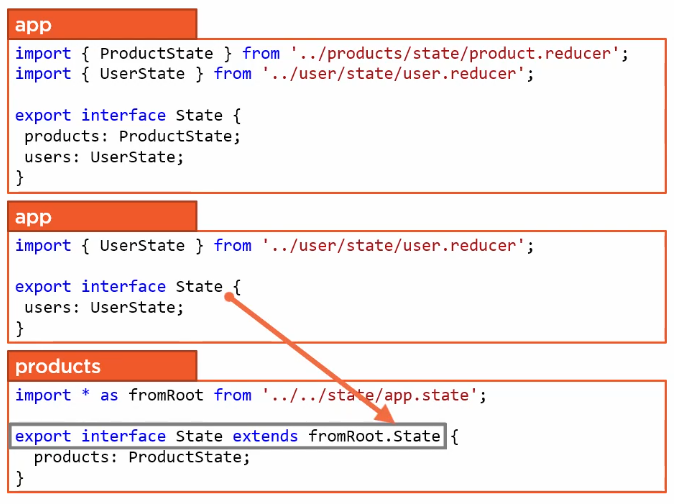 app
import { ProductState } from '../products/state/product.reducer';
import { UserState } from '../user/state/user.reducer';
export interface State {
products: ProductState;
users: UserState;
}
app
import { UserState } from '../user/state/user.reducer';
export interface State {
users: UserState;
}
products
import * as fromRoot from '../../state/app.state';
export interface State extends fromRoot.State {
products: ProductState;
}